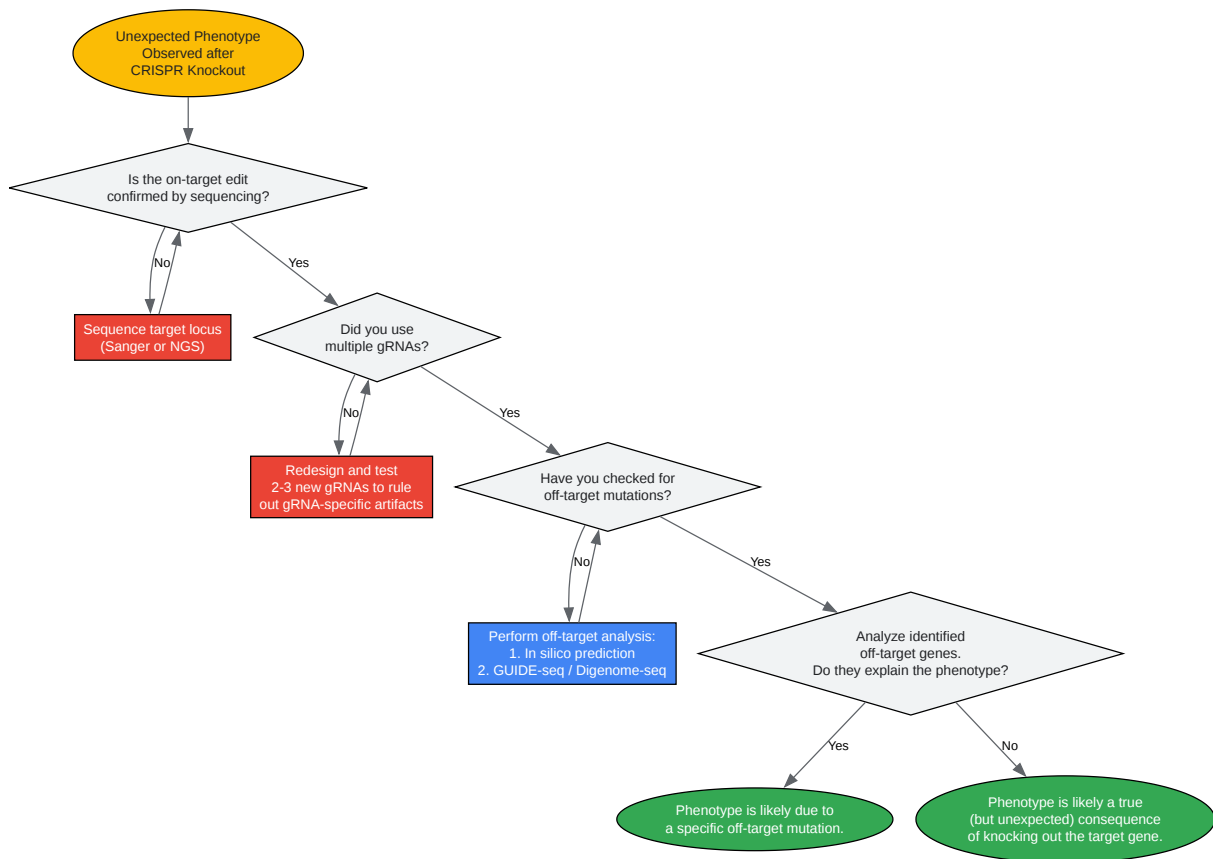 Unexpected Phenotype
Observed after
CRISPR Knockout
Is the on-target edit
confirmed by sequencing?
No
Yes
Sequence target locus
(Sanger or NGS)
Did you use
multiple gRNAs?
No
Yes
Redesign and test
2-3 new gRNAs to rule
out gRNA-specific artifacts
Have you checked for
off-target mutations?
No
Yes
Perform off-target analysis:
1. In silico prediction
2. GUIDE-seq / Digenome-seq
Analyze identified
off-target genes.
Do they explain the phenotype?
Yes
No
Phenotype is likely due to
a specific off-target mutation.
Phenotype is likely a true
(but unexpected) consequence
of knocking out the target gene.